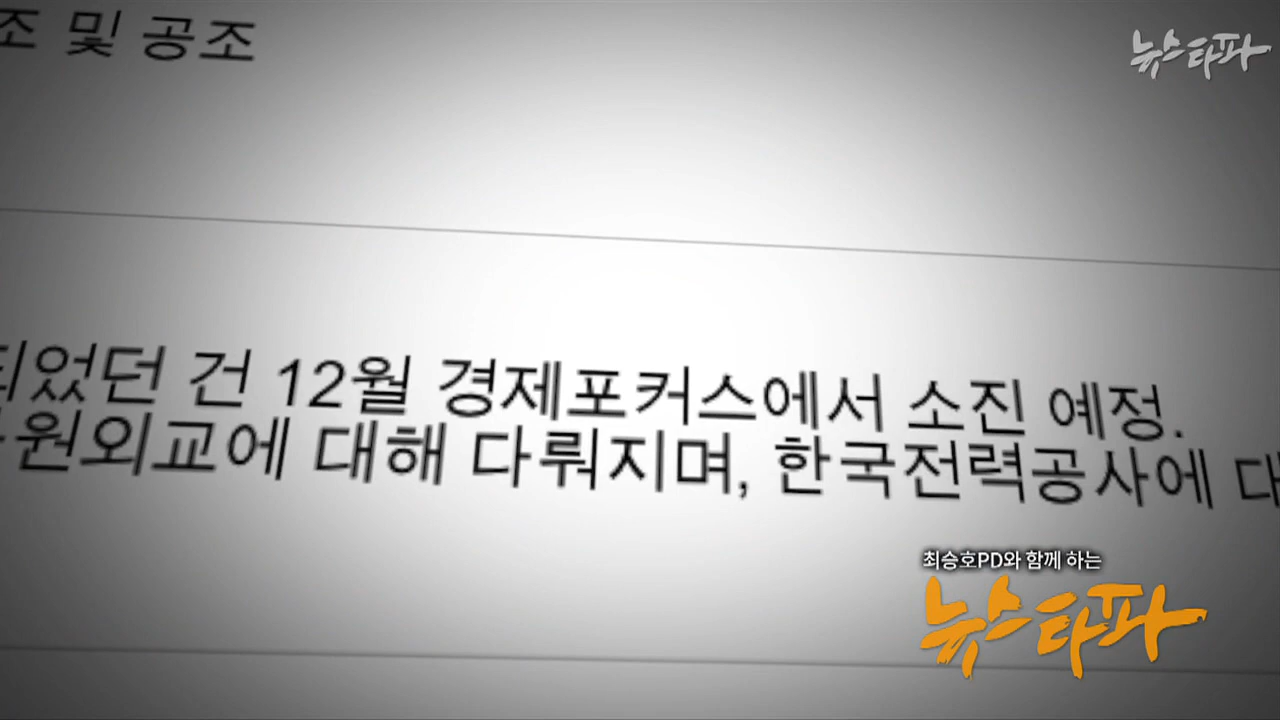 조 및 공조
뉴스타파
되었던 건 12월 경제포커스에서 소진 예정.
원외교에 대해 다뤄지며, 한국전력공사에 대
최승호PD와 함께 하는
뉴스타파